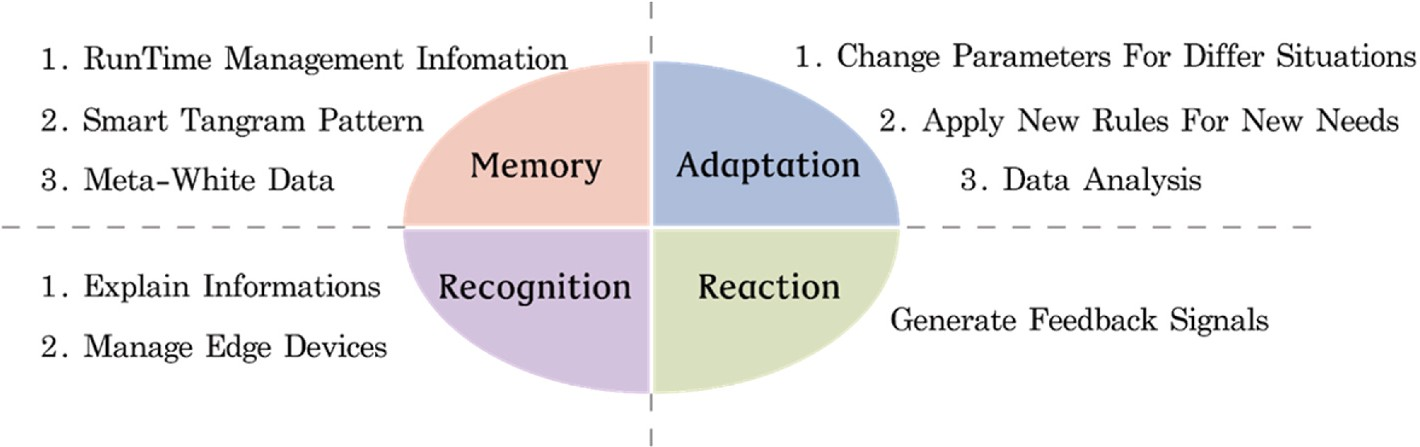 1. RunTime Management Infomation
2. Smart Tangram Pattern
3. Meta-White Data
Memory
1. Change Parameters For Differ Situations
2. Apply New Rules For New Needs
3. Data Analysis
Adaptation
1. Explain Informations
2. Manage Edge Devices
Recognition
Reaction
Generate Feedback Signals